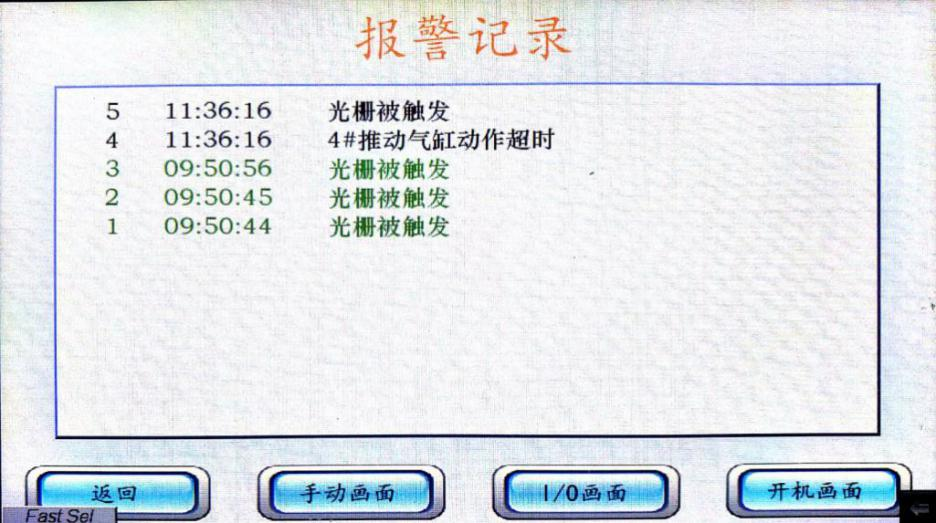 报警记录
5 11:36:16 光栅被触发
4 11:36:16 4#推动气缸动作超时
3 09:50:56 光栅被触发
2 09:50:45 光栅被触发
1 09:50:44 光栅被触发
返回 手动画面 I/O画面 开机画面
Fast Sel